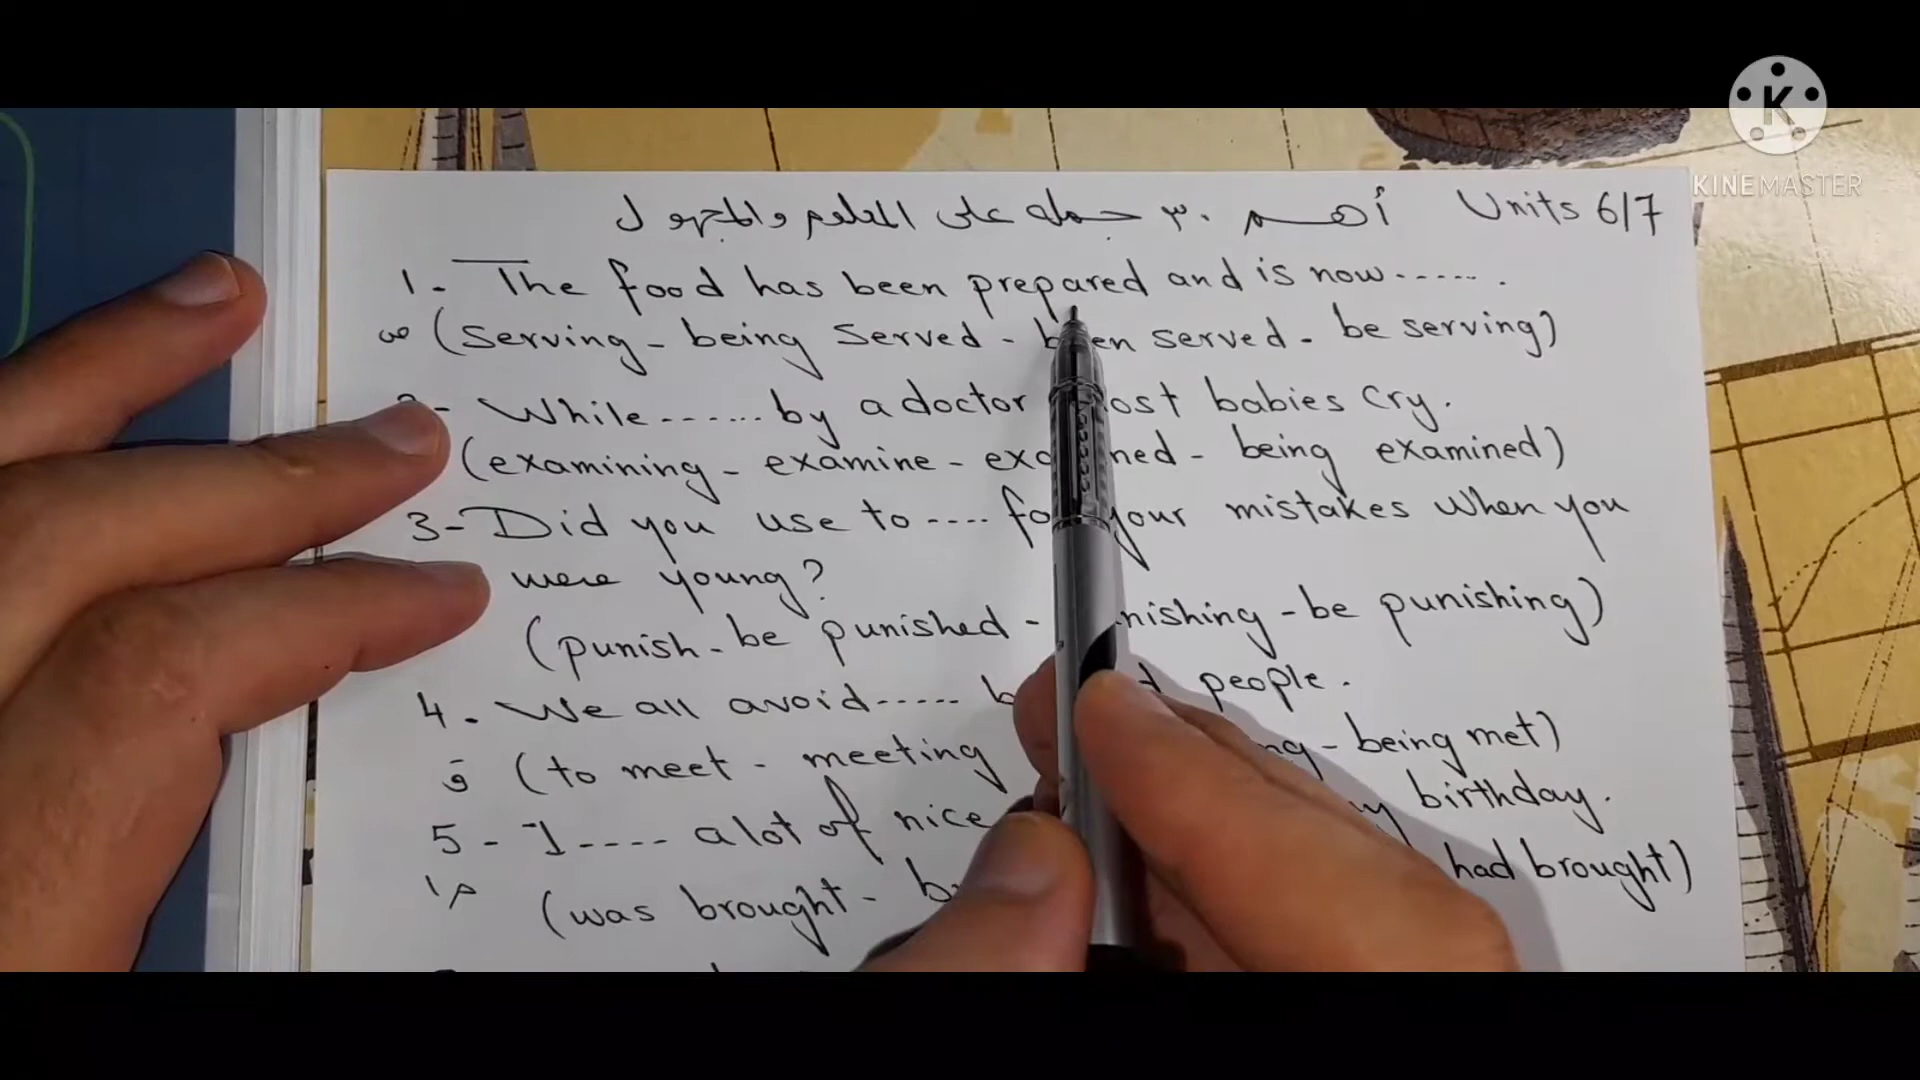 K
KINEMASTER
أهم ٣٠ جملة على المعلوم والمجهول Units 6/7
1- The food has been prepared and is now ...... .
ص (serving - being served - been served - be serving)
2- While ...... by a doctor most babies cry.
(examining - examine - examined - being examined)
3- Did you use to .... for your mistakes when you
were young?
(punish - be punished - punishing - be punishing)
4- We all avoid ..... people.
(to meet - meeting - being met)
5- I .... a lot of nice my birthday.
(was brought - had brought)